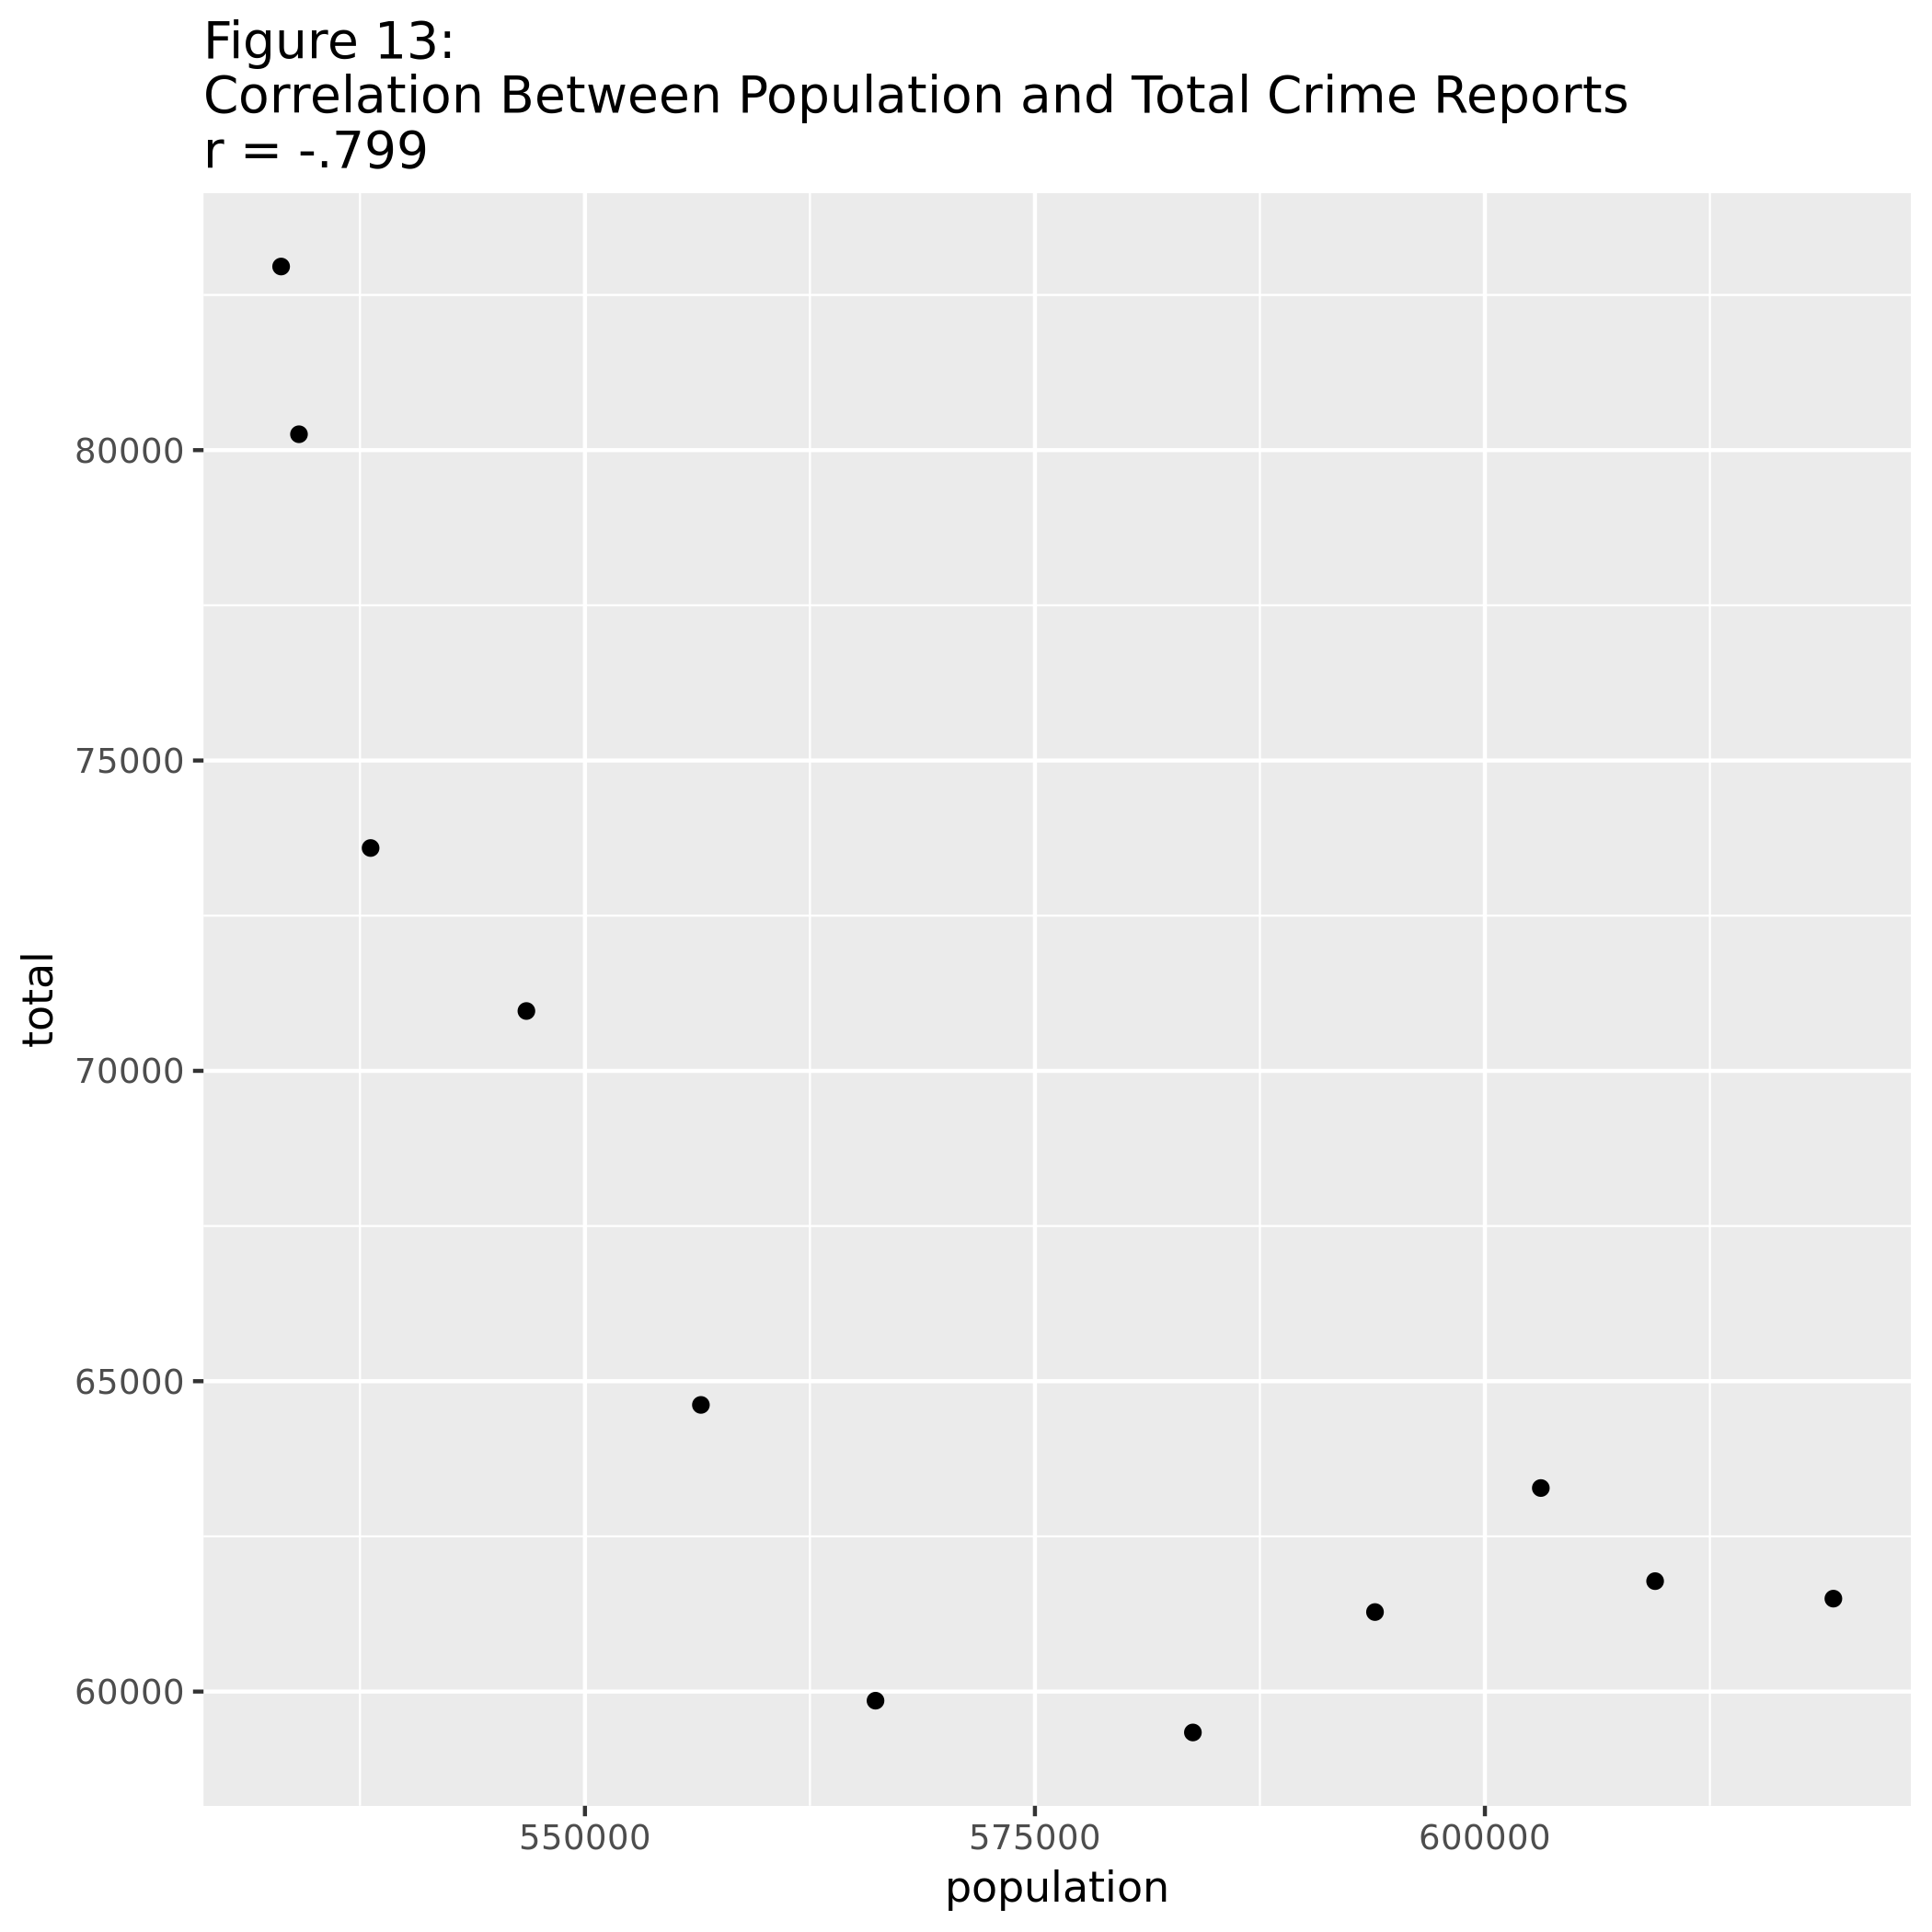 Figure 13:
Correlation Between Population and Total Crime Reports
r = -.799
80000
75000
70000
65000
60000
total
550000 575000 600000
population